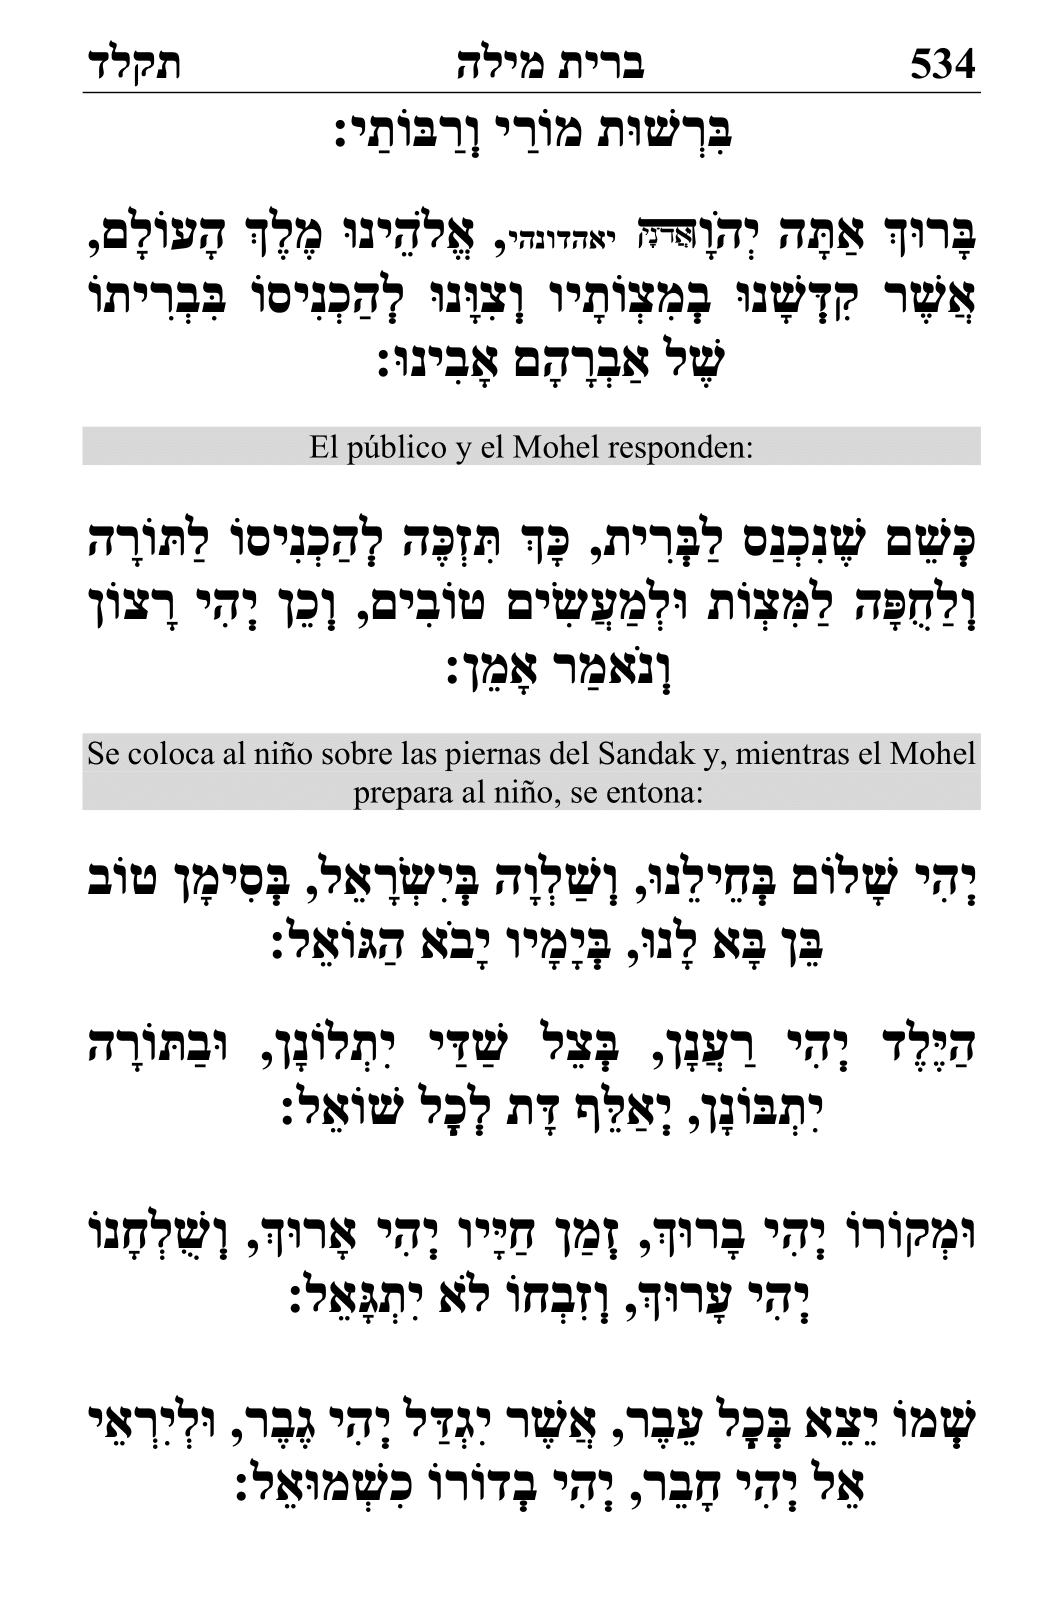 534 ברית מילה תקלד
בִּרְשׁוּת מוֹרַי וְרַבּוֹתַי:
בָּרוּךְ אַתָּה יְהֹוָה אֲדֹנָי יאהדונהי, אֱלֹהֵינוּ מֶלֶךְ הָעוֹלָם,
אֲשֶׁר קִדְּשָׁנוּ בְמִצְוֹתָיו וְצִוָּנוּ לְהַכְנִיסוֹ בִּבְרִיתוֹ
שֶׁל אַבְרָהָם אָבִינוּ:
El público y el Mohel responden:
כְּשֵׁם שֶׁנִכְנַס לַבְּרִית, כָּךְ תִּזְכֶּה לְהַכְנִיסוֹ לַתּוֹרָה
וְלַחֻפָּה לַמִּצְוֹת וּלְמַעֲשִׂים טוֹבִים, וְכֵן יְהִי רָצוֹן
וְנֹאמַר אָמֵן:
Se coloca al niño sobre las piernas del Sandak y, mientras el Mohel
prepara al niño, se entona:
יְהִי שָׁלוֹם בְּחֵילֵנוּ, וְשַׁלְוָה בְּיִשְׂרָאֵל, בְּסִימָן טוֹב
בֵּן בָּא לָנוּ, בְּיָמָיו יָבֹא הַגּוֹאֵל:
הַיֶּלֶד יְהִי רַעֲנָן, בְּצֵל שַׁדַּי יִתְלוֹנָן, וּבַתּוֹרָה
יִתְבּוֹנָן, יְאַלֵּף דָּת לְכָל שׁוֹאֵל:
וּמְקוֹרוֹ יְהִי בָרוּךְ, זְמַן חַיָּיו יְהִי אָרוּךְ, וְשֻׁלְחָנוֹ
יְהִי עָרוּךְ, וְזִבְחוֹ לֹא יִתְגָּאֵל:
שְׁמוֹ יֵצֵא בְּכָל עֵבֶר, אֲשֶׁר יִגְדַּל יְהִי גֶבֶר, וּלְיִרְאֵי
אֵל יְהִי חָבֵר, יְהִי בְדוֹרוֹ כִשְׁמוּאֵל: